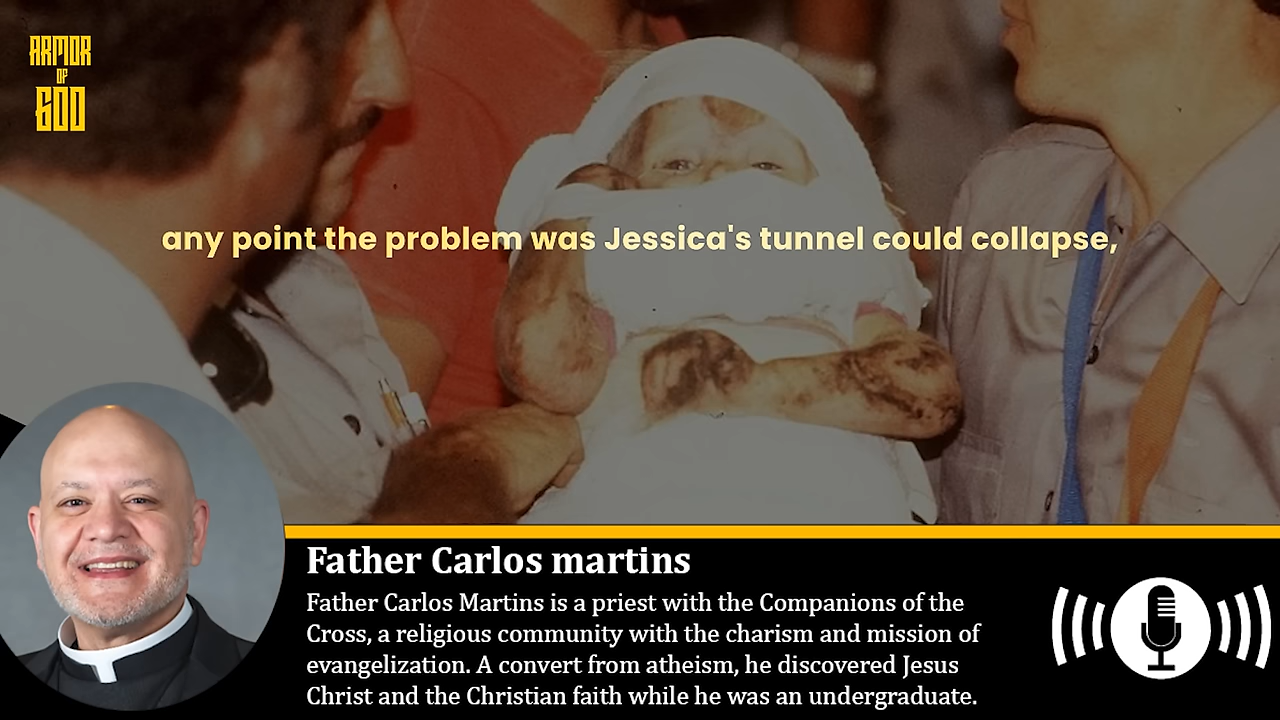 ARMOR
OF
GOD
any point the problem was Jessica's tunnel could collapse,
Father Carlos martins
Father Carlos Martins is a priest with the Companions of the
Cross, a religious community with the charism and mission of
evangelization. A convert from atheism, he discovered Jesus
Christ and the Christian faith while he was an undergraduate.